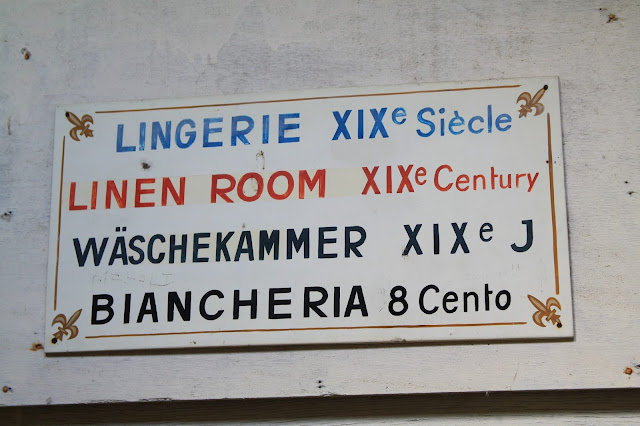 LINGERIE XIXe Siècle
LINEN ROOM XIXe Century
WÄSCHEKAMMER XIXe J
BIANCHERIA 8 Cento